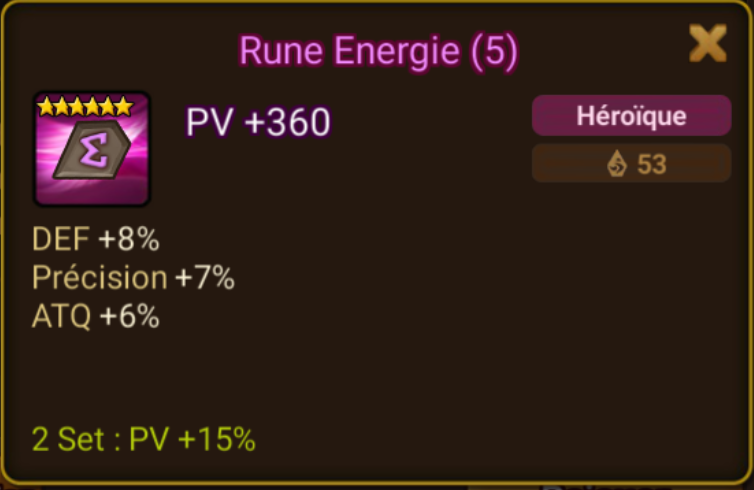 Rune Energie (5)
PV +360
Héroïque
53
DEF +8%
Précision +7%
ATQ +6%
2 Set : PV +15%